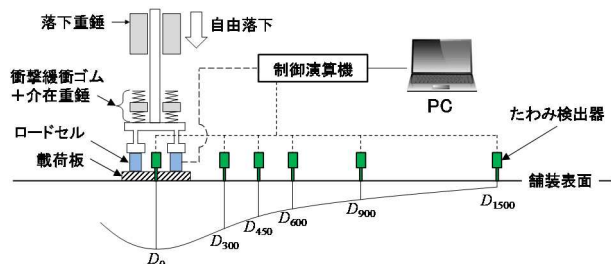 落下重錘
自由落下
衝撃緩衝ゴム
＋介在重錘
制御演算機
PC
ロードセル
たわみ検出器
載荷板
舗装表面
D0
D300
D450
D600
D900
D1500